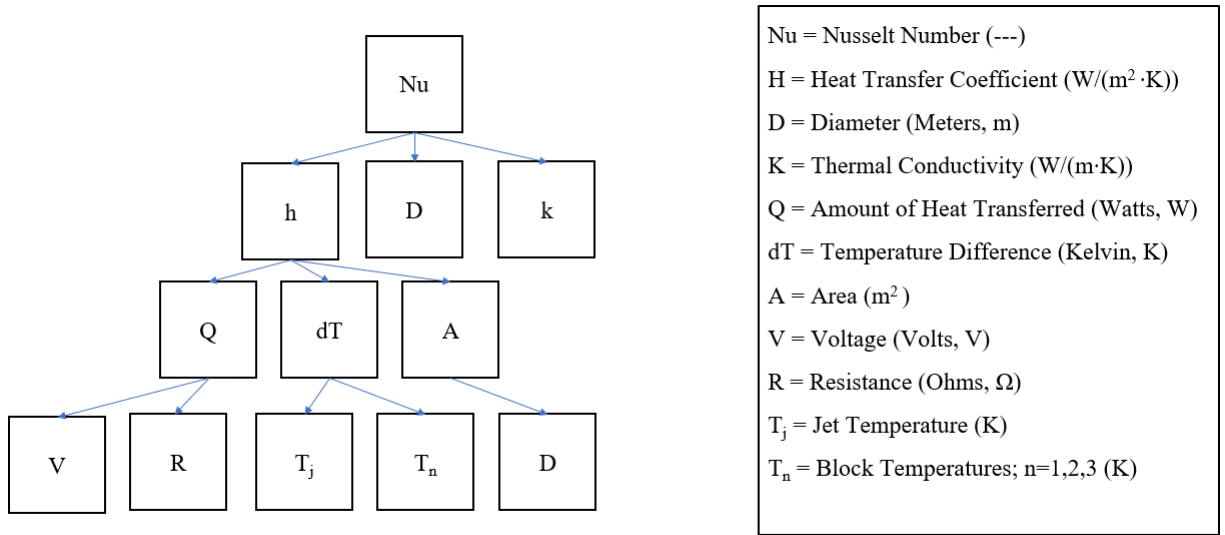 Nu
h
D
k
Q
dT
A
V
R
Tj
Tn
D
Nu = Nusselt Number (---)
H = Heat Transfer Coefficient (W/(m² ·K))
D = Diameter (Meters, m)
K = Thermal Conductivity (W/(m·K))
Q = Amount of Heat Transferred (Watts, W)
dT = Temperature Difference (Kelvin, K)
A = Area (m² )
V = Voltage (Volts, V)
R = Resistance (Ohms, Ω)
Tj = Jet Temperature (K)
Tn = Block Temperatures; n=1,2,3 (K)